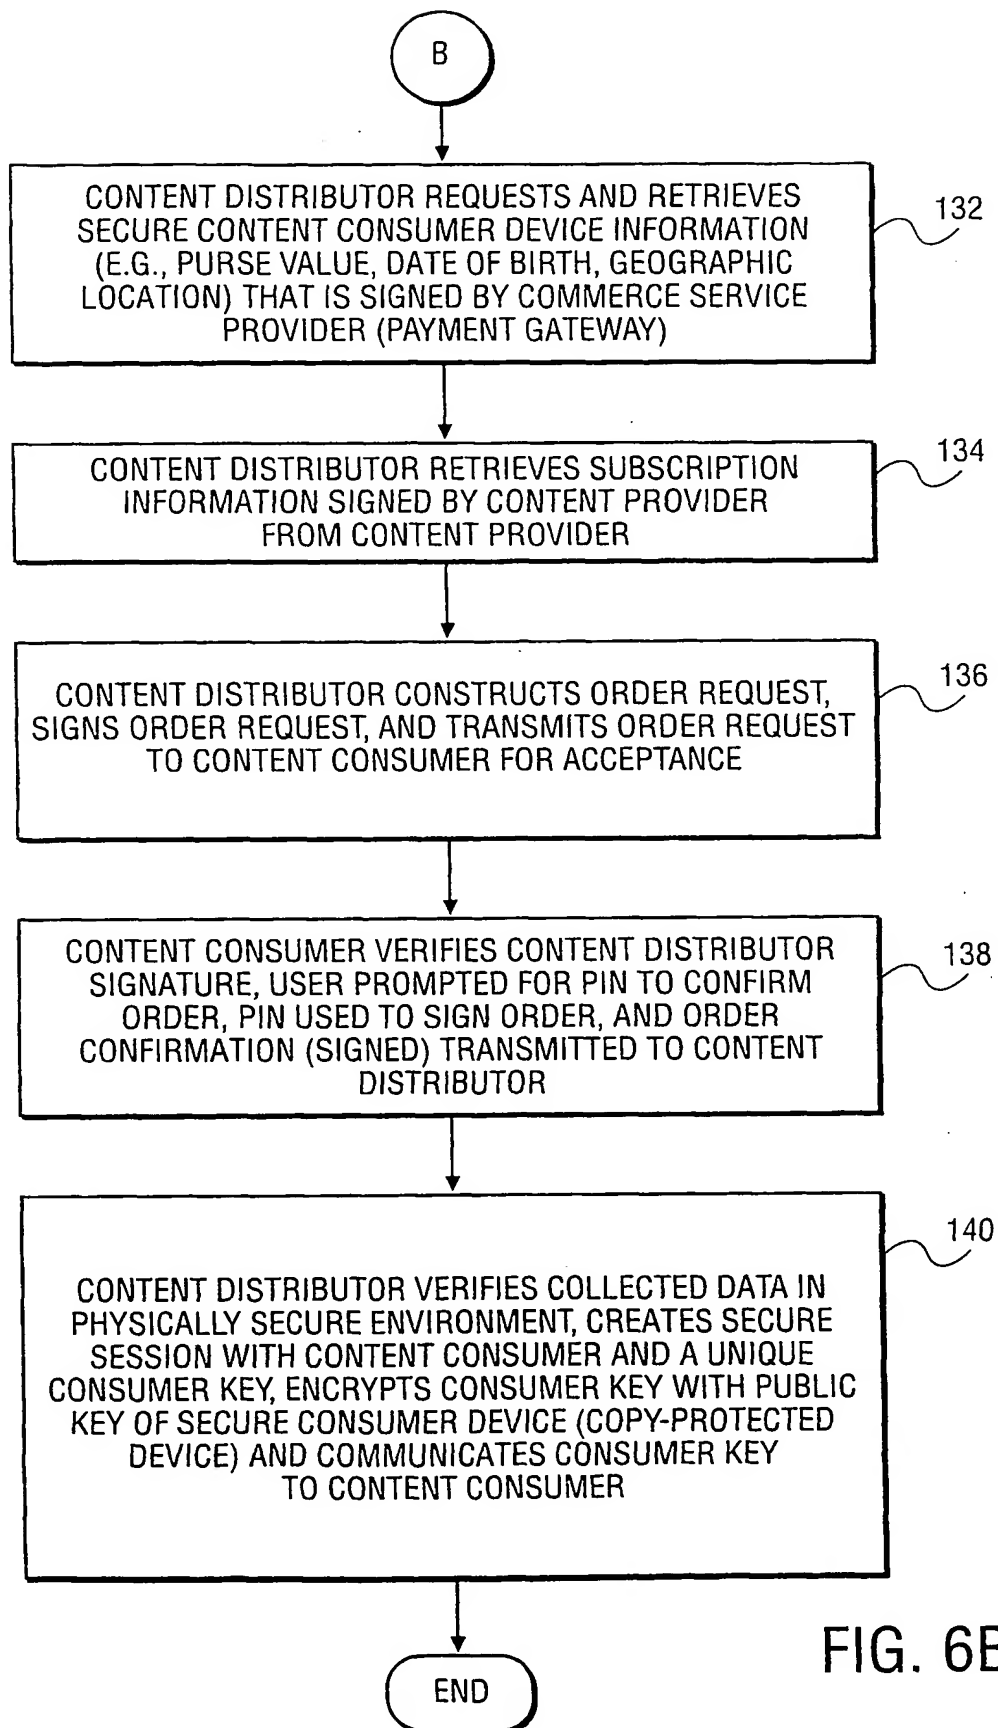 B
CONTENT DISTRIBUTOR REQUESTS AND RETRIEVES
SECURE CONTENT CONSUMER DEVICE INFORMATION
(E.G., PURSE VALUE, DATE OF BIRTH, GEOGRAPHIC
LOCATION) THAT IS SIGNED BY COMMERCE SERVICE
PROVIDER (PAYMENT GATEWAY)
132
CONTENT DISTRIBUTOR RETRIEVES SUBSCRIPTION
INFORMATION SIGNED BY CONTENT PROVIDER
FROM CONTENT PROVIDER
134
CONTENT DISTRIBUTOR CONSTRUCTS ORDER REQUEST,
SIGNS ORDER REQUEST, AND TRANSMITS ORDER REQUEST
TO CONTENT CONSUMER FOR ACCEPTANCE
136
CONTENT CONSUMER VERIFIES CONTENT DISTRIBUTOR
SIGNATURE, USER PROMPTED FOR PIN TO CONFIRM
ORDER, PIN USED TO SIGN ORDER, AND ORDER
CONFIRMATION (SIGNED) TRANSMITTED TO CONTENT
DISTRIBUTOR
138
CONTENT DISTRIBUTOR VERIFIES COLLECTED DATA IN
PHYSICALLY SECURE ENVIRONMENT, CREATES SECURE
SESSION WITH CONTENT CONSUMER AND A UNIQUE
CONSUMER KEY, ENCRYPTS CONSUMER KEY WITH PUBLIC
KEY OF SECURE CONSUMER DEVICE (COPY-PROTECTED
DEVICE) AND COMMUNICATES CONSUMER KEY
TO CONTENT CONSUMER
140
END
FIG. 6B